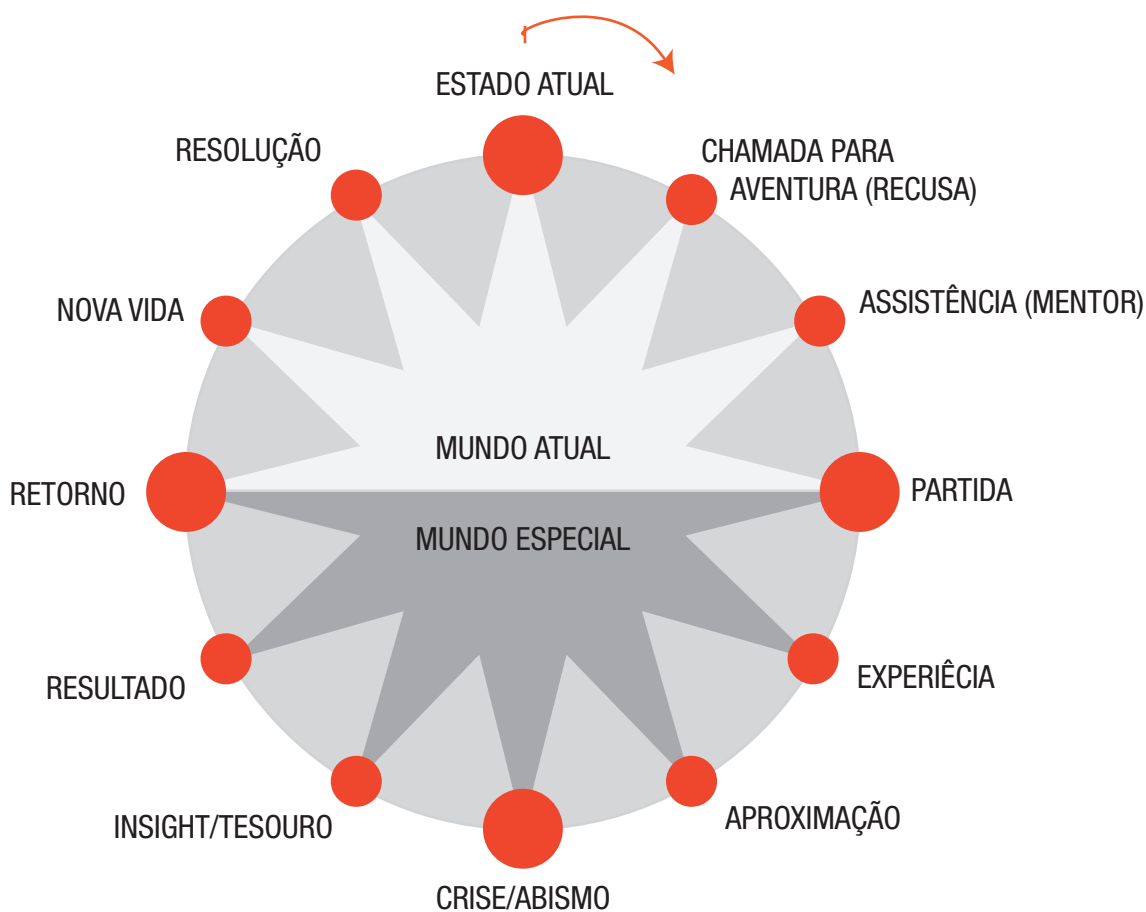 ESTADO ATUAL
CHAMADA PARA
AVENTURA (RECUSA)
ASSISTÊNCIA (MENTOR)
PARTIDA
EXPERIÊCIA
APROXIMAÇÃO
CRISE/ABISMO
INSIGHT/TESOURO
RESULTADO
RETORNO
NOVA VIDA
RESOLUÇÃO
MUNDO ATUAL
MUNDO ESPECIAL